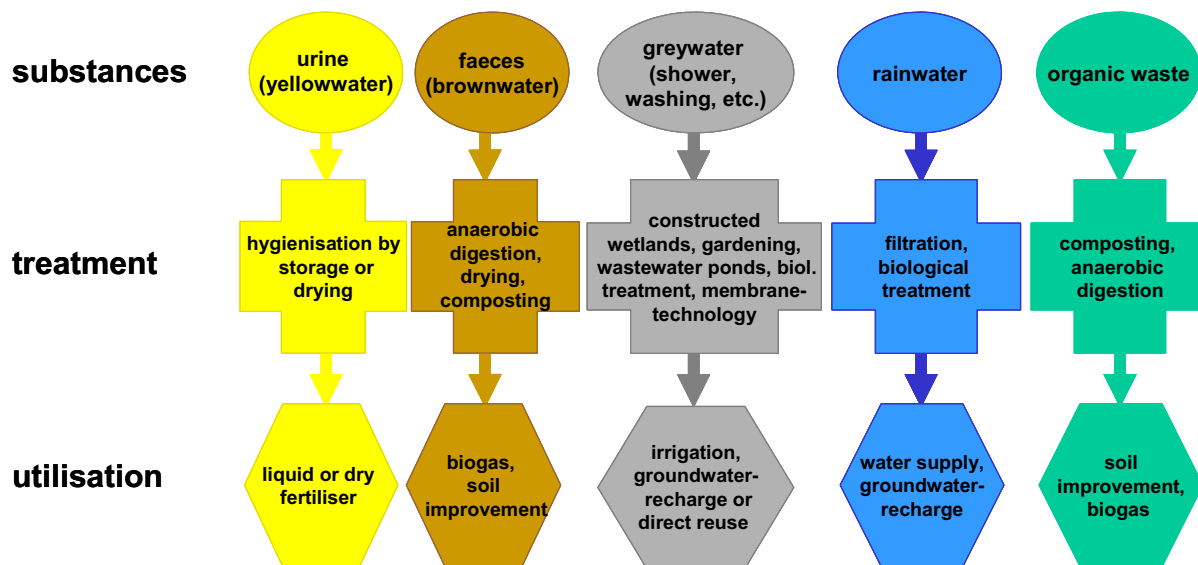 substances
urine
(yellowwater)
faeces
(brownwater)
greywater
(shower,
washing, etc.)
rainwater
organic waste
treatment
hygienisation by
storage or
drying
anaerobic
digestion,
drying,
composting
constructed
wetlands, gardening,
wastewater ponds, biol.
treatment, membrane-
technology
filtration,
biological
treatment
composting,
anaerobic
digestion
utilisation
liquid or dry
fertiliser
biogas,
soil
improvement
irrigation,
groundwater-
recharge or
direct reuse
water supply,
groundwater-
recharge
soil
improvement,
biogas